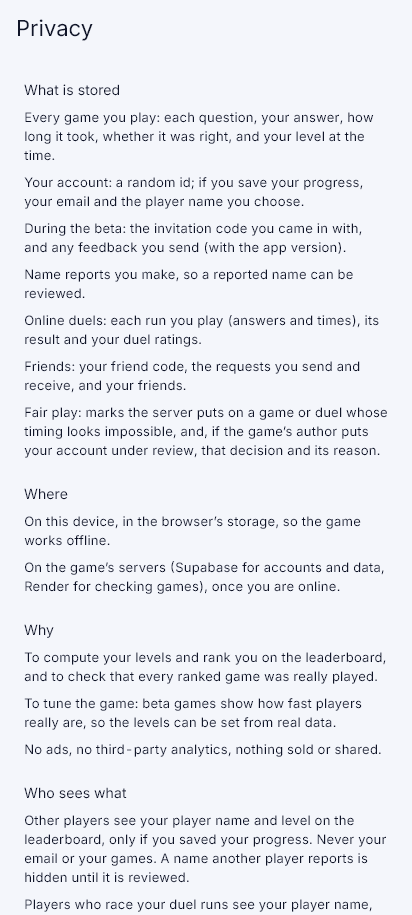 Privacy
What is stored
Every game you play: each question, your answer, how
long it took, whether it was right, and your level at the
time.
Your account: a random id; if you save your progress,
your email and the player name you choose.
During the beta: the invitation code you came in with,
and any feedback you send (with the app version).
Name reports you make, so a reported name can be
reviewed.
Online duels: each run you play (answers and times), its
result and your duel ratings.
Friends: your friend code, the requests you send and
receive, and your friends.
Fair play: marks the server puts on a game or duel whose
timing looks impossible, and, if the game's author puts
your account under review, that decision and its reason.
Where
On this device, in the browser's storage, so the game
works offline.
On the game's servers (Supabase for accounts and data,
Render for checking games), once you are online.
Why
To compute your levels and rank you on the leaderboard,
and to check that every ranked game was really played.
To tune the game: beta games show how fast players
really are, so the levels can be set from real data.
No ads, no third-party analytics, nothing sold or shared.
Who sees what
Other players see your player name and level on the
leaderboard, only if you saved your progress. Never your
email or your games. A name another player reports is
hidden until it is reviewed.
Players who race your duel runs see your player name,